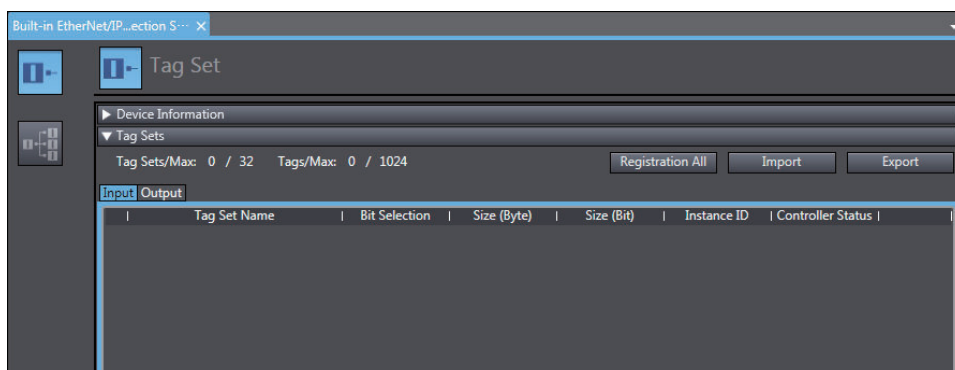 Built-in EtherNet/IP...ection S··· ×
Tag Set
Device Information
Tag Sets
Tag Sets/Max: 0 / 32 Tags/Max: 0 / 1024 Registration All Import Export
Input Output
Tag Set Name | Bit Selection | Size (Byte) | Size (Bit) | Instance ID | Controller Status |